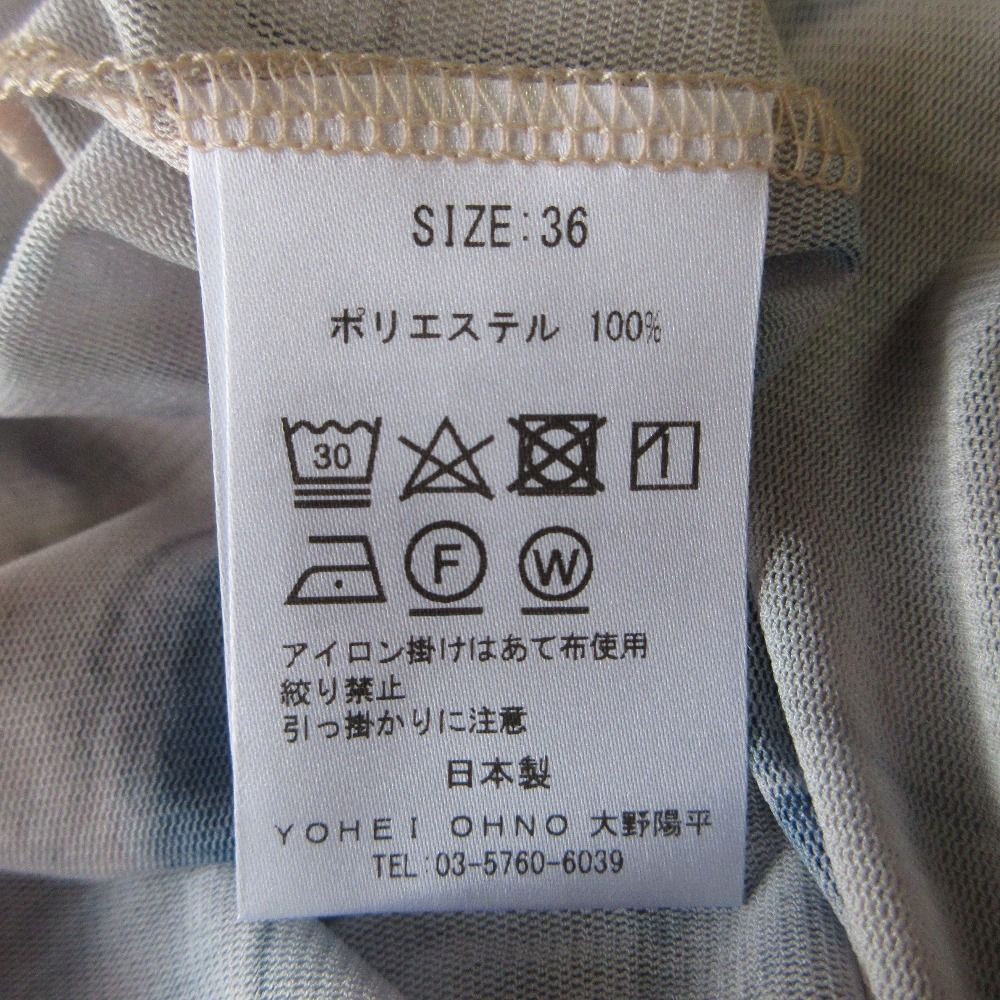 SIZE:36
ポリエステル 100%
30
F W
アイロン掛けはあて布使用
絞り禁止
引っ掛かりに注意
日本製
YOHEI OHNO 大野陽平
TEL:03-5760-6039